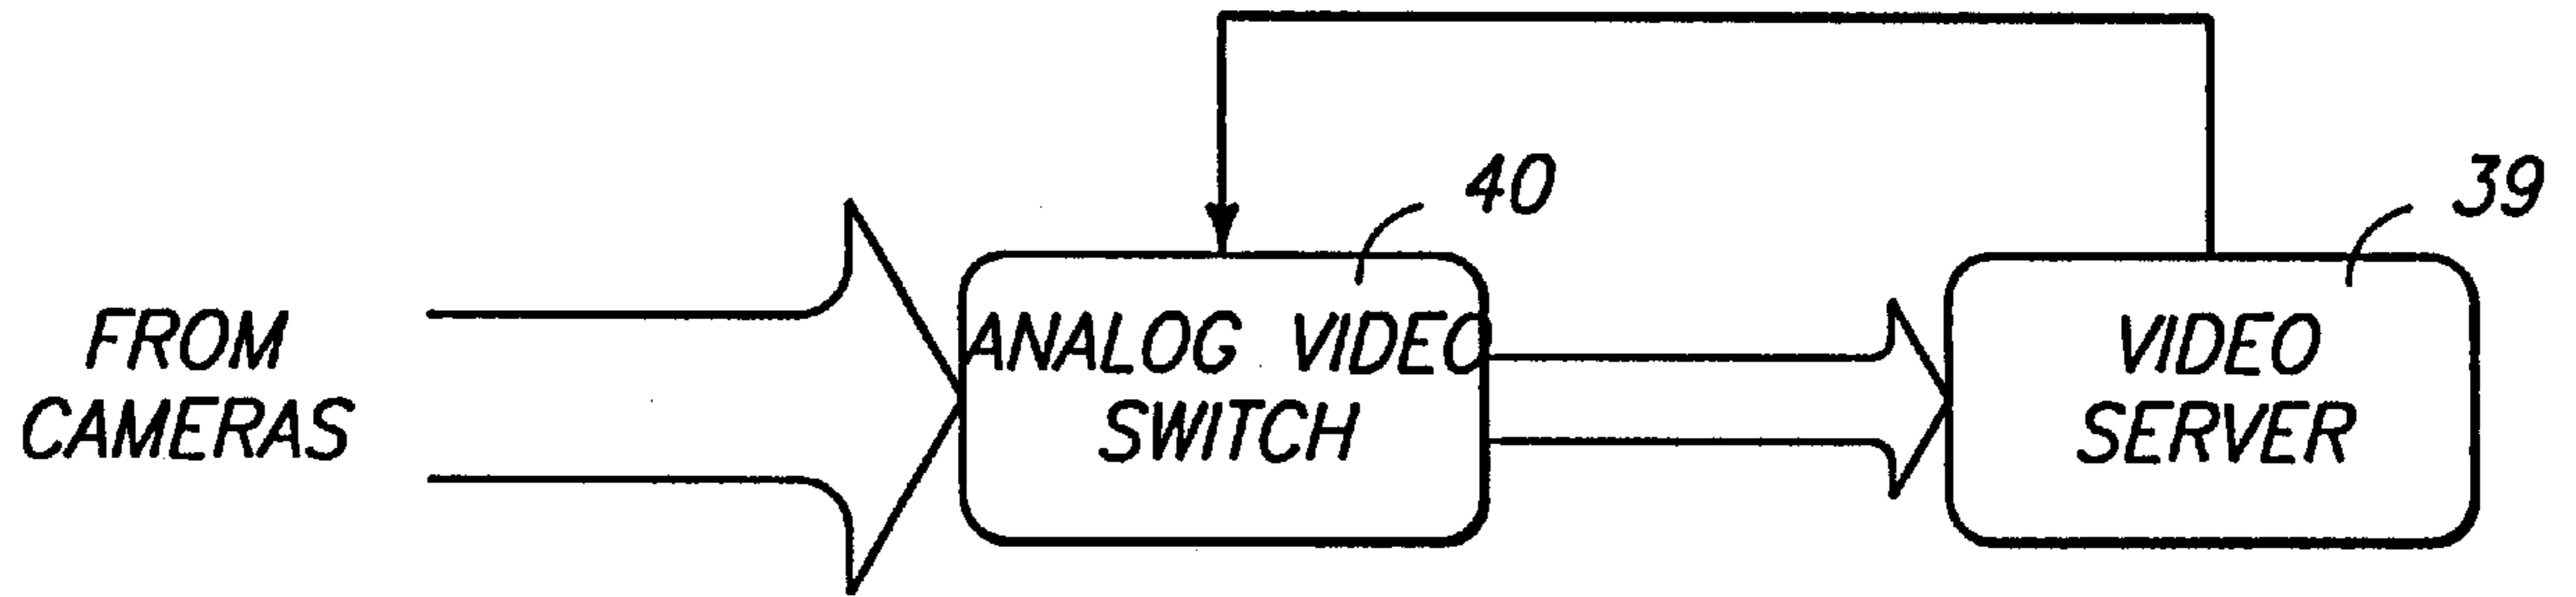 40
39
FROM
CAMERAS
ANALOG VIDEO
SWITCH
VIDEO
SERVER